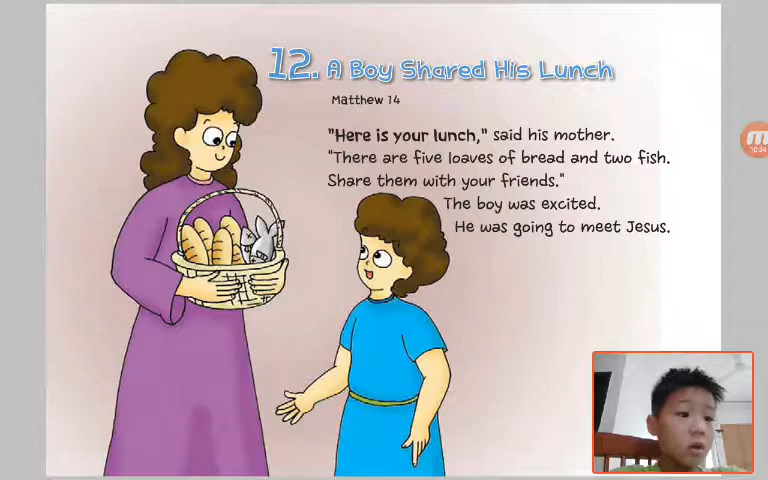 12. A Boy Shared His Lunch
Matthew 14
"Here is your lunch," said his mother.
"There are five loaves of bread and two fish.
Share them with your friends."
The boy was excited.
He was going to meet Jesus.
M
10:34